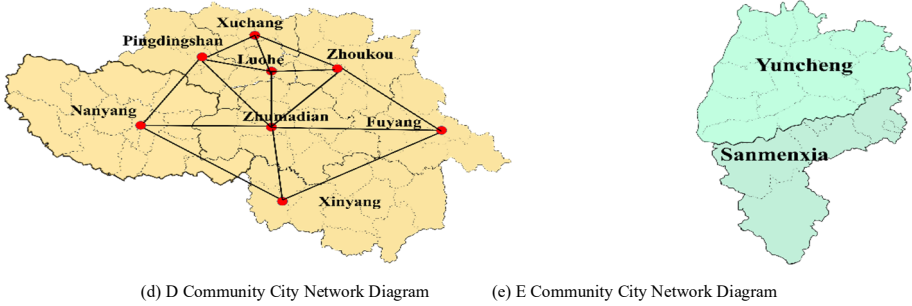 Xuchang
Pingdingshan
Luohe
Zhoukou
Nanyang
Zhumadian
Fuyang
Xinyang
Yuncheng
Sanmenxia
(d) D Community City Network Diagram
(e) E Community City Network Diagram